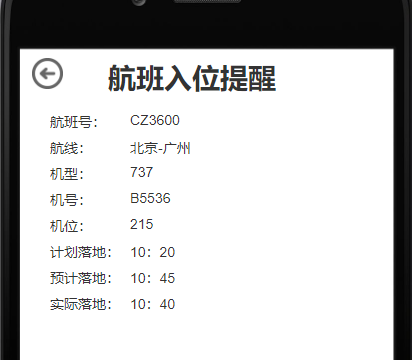 航班入位提醒
航班号： CZ3600
航线： 北京-广州
机型： 737
机号： B5536
机位： 215
计划落地： 10：20
预计落地： 10：45
实际落地： 10：40